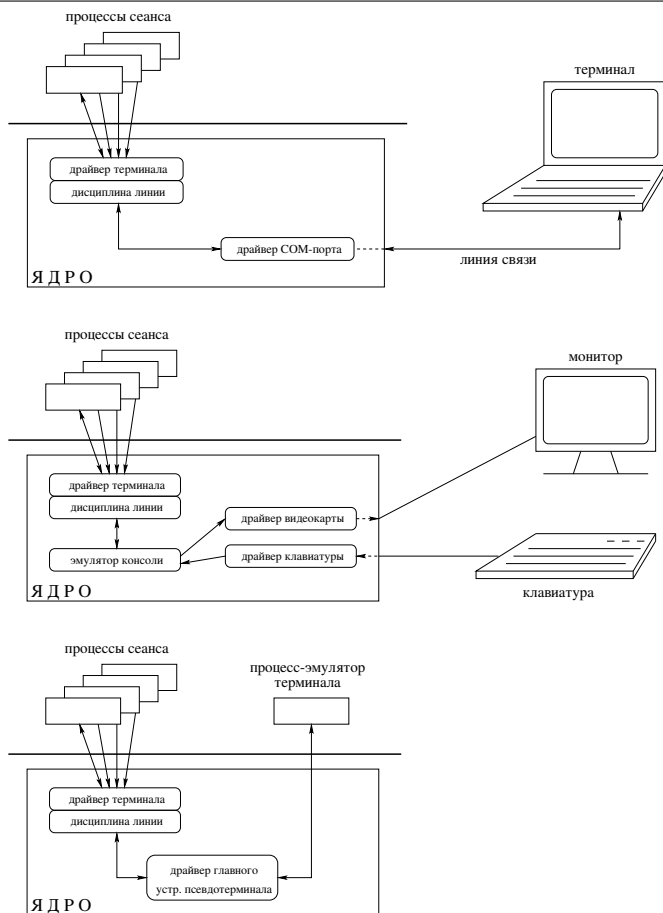 процессы сеанса
терминал
драйвер терминала
дисциплина линии
драйвер COM-порта
линия связи
ЯДРО
процессы сеанса
монитор
драйвер терминала
дисциплина линии
драйвер видеокарты
эмулятор консоли
драйвер клавиатуры
ЯДРО
клавиатура
процессы сеанса
процесс-эмулятор
терминала
драйвер терминала
дисциплина линии
драйвер главного
устр. псевдотерминала
ЯДРО